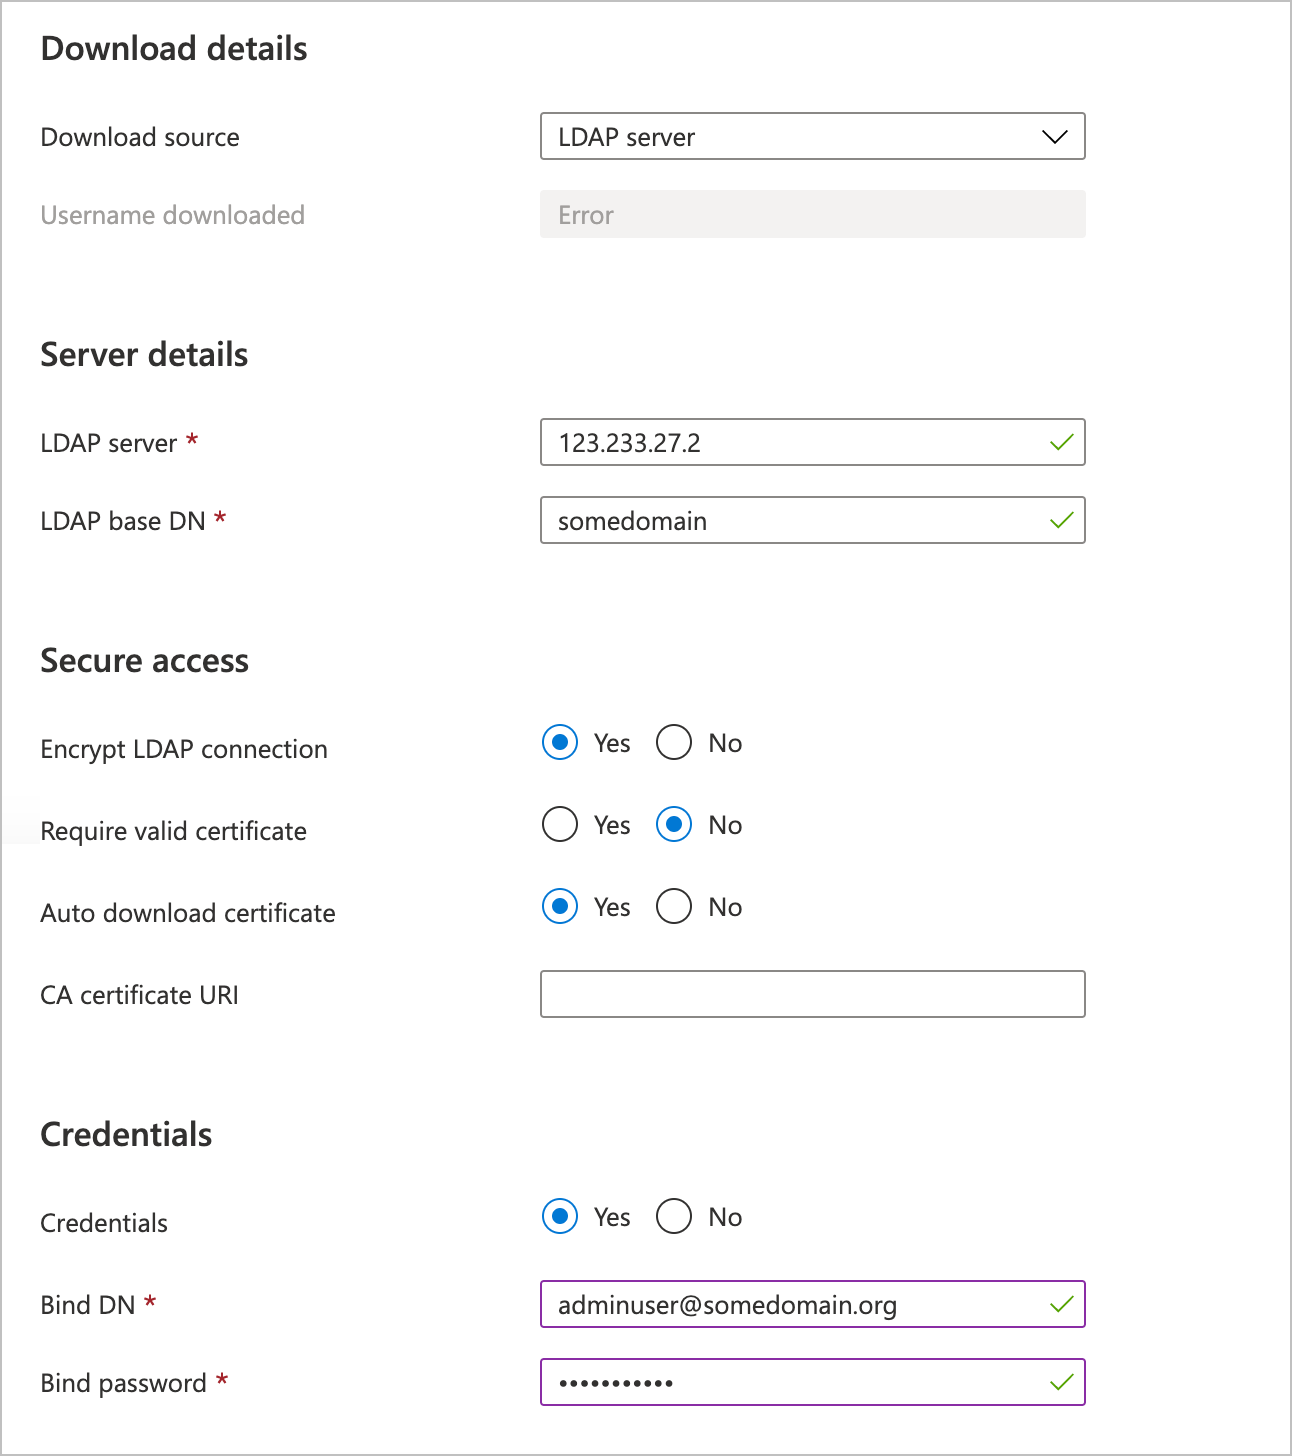 Download details
Download source LDAP server
Username downloaded Error
Server details
LDAP server * 123.233.27.2
LDAP base DN * somedomain
Secure access
Encrypt LDAP connection Yes No
Require valid certificate Yes No
Auto download certificate Yes No
CA certificate URI
Credentials
Credentials Yes No
Bind DN * adminuser@somedomain.org
Bind password * •••••••••••